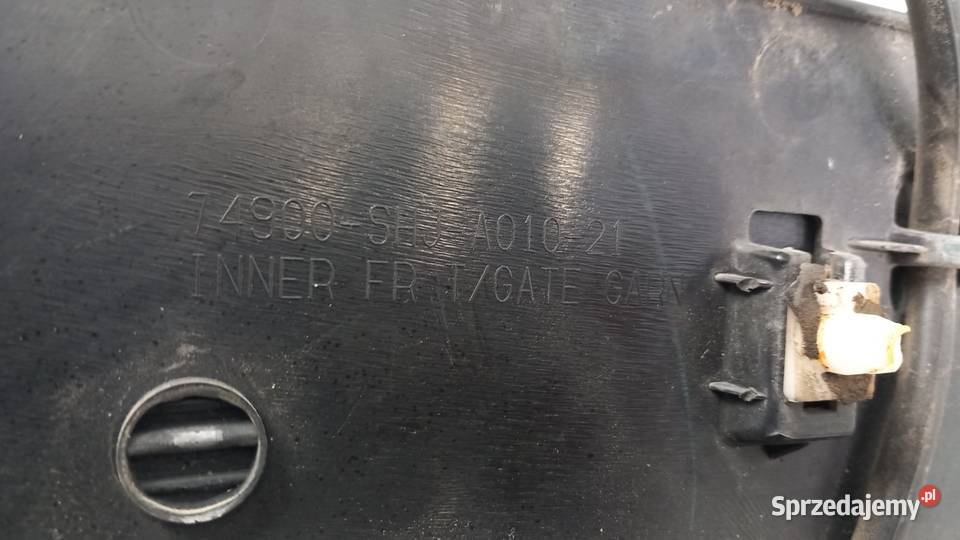 74900-SHJ A010 21
INNER FR T/GATE GARN
Sprzedajemy.pl